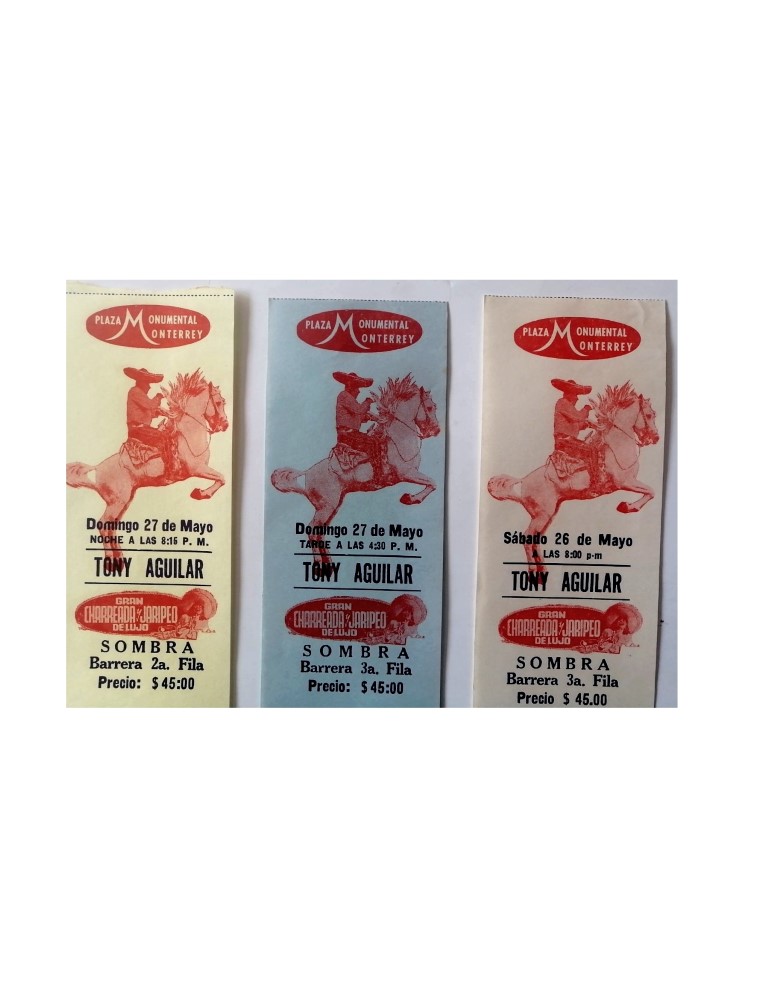 PLAZA MONUMENTAL
MONTERREY
Domingo 27 de Mayo
NOCHE A LAS 8:15 P. M.
TONY AGUILAR
GRAN
CHARREADA Y JARIPEO
DE LUJO
SOMBRA
Barrera 2a. Fila
Precio: $ 45:00
PLAZA MONUMENTAL
MONTERREY
Domingo 27 de Mayo
TARDE A LAS 4:30 P. M.
TONY AGUILAR
GRAN
CHARREADA Y JARIPEO
DE LUJO
SOMBRA
Barrera 3a. Fila
Precio: $ 45:00
PLAZA MONUMENTAL
MONTERREY
Sábado 26 de Mayo
A LAS 8:00 p-m
TONY AGUILAR
GRAN
CHARREADA Y JARIPEO
DE LUJO
SOMBRA
Barrera 3a. Fila
Precio $ 45.00